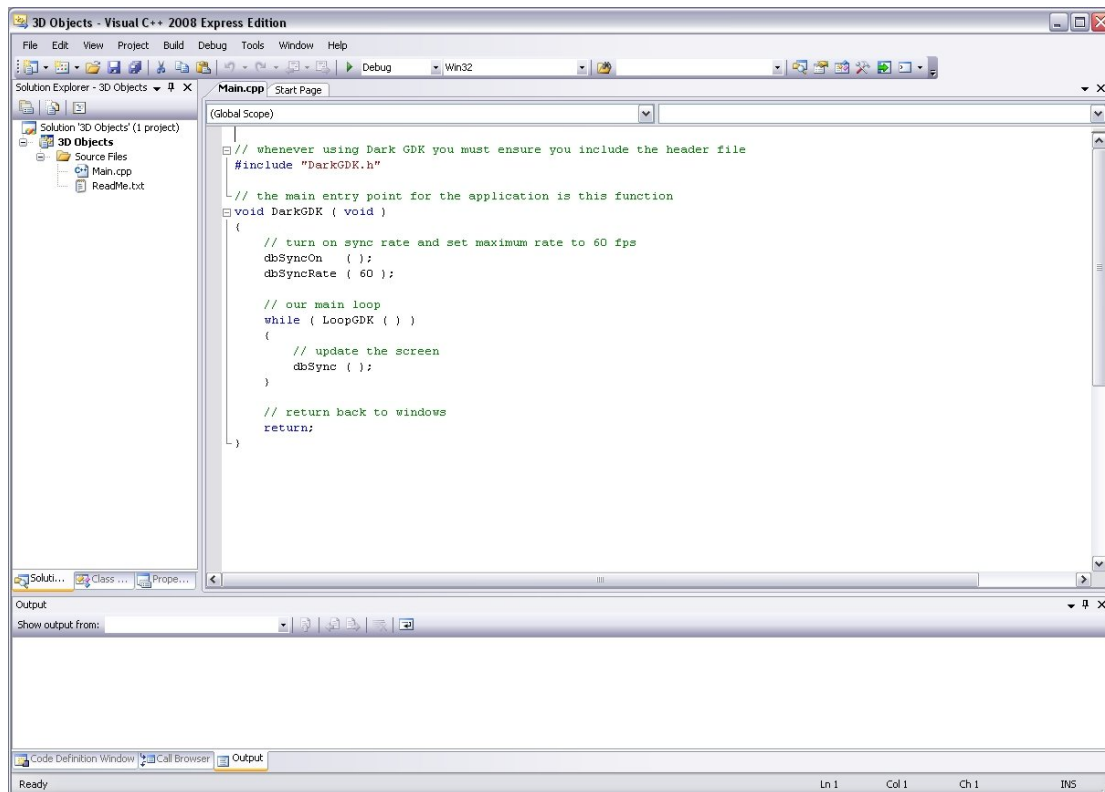 3D Objects - Visual C++ 2008 Express Edition
File Edit View Project Build Debug Tools Window Help
Debug Win32
Solution Explorer - 3D Objects
Main.cpp Start Page
(Global Scope)
Solution '3D Objects' (1 project)
3D Objects
Source Files
Main.cpp
ReadMe.txt
// whenever using Dark GDK you must ensure you include the header file
#include "DarkGDK.h"
// the main entry point for the application is this function
void DarkGDK ( void )
{
// turn on sync rate and set maximum rate to 60 fps
dbSyncOn ( );
dbSyncRate ( 60 );
// our main loop
while ( LoopGDK ( ) )
{
// update the screen
dbSync ( );
}
// return back to windows
return;
}
Soluti... Class ... Prope...
Output
Show output from:
Code Definition Window Call Browser Output
Ready Ln 1 Col 1 Ch 1 INS